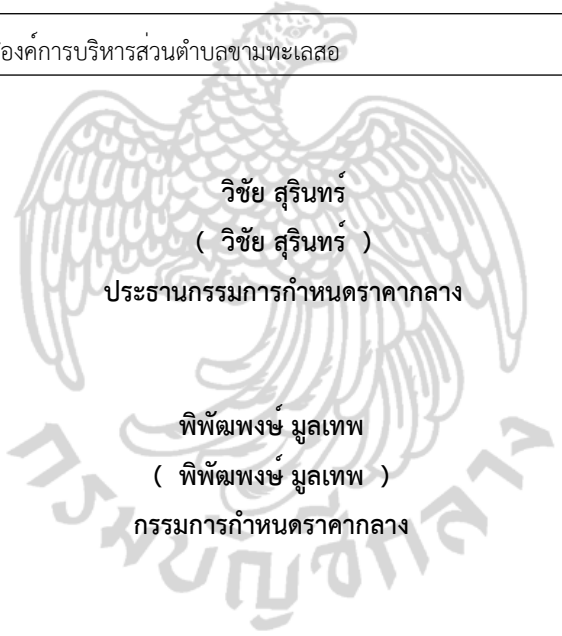 องค์การบริหารส่วนตำบลขามทะเลสอ
วิชัย สุรินทร์
( วิชัย สุรินทร์ )
ประธานกรรมการกำหนดราคากลาง
พิพัฒพงษ์ มูลเทพ
( พิพัฒพงษ์ มูลเทพ )
กรรมการกำหนดราคากลาง
กรมบัญชีกลาง